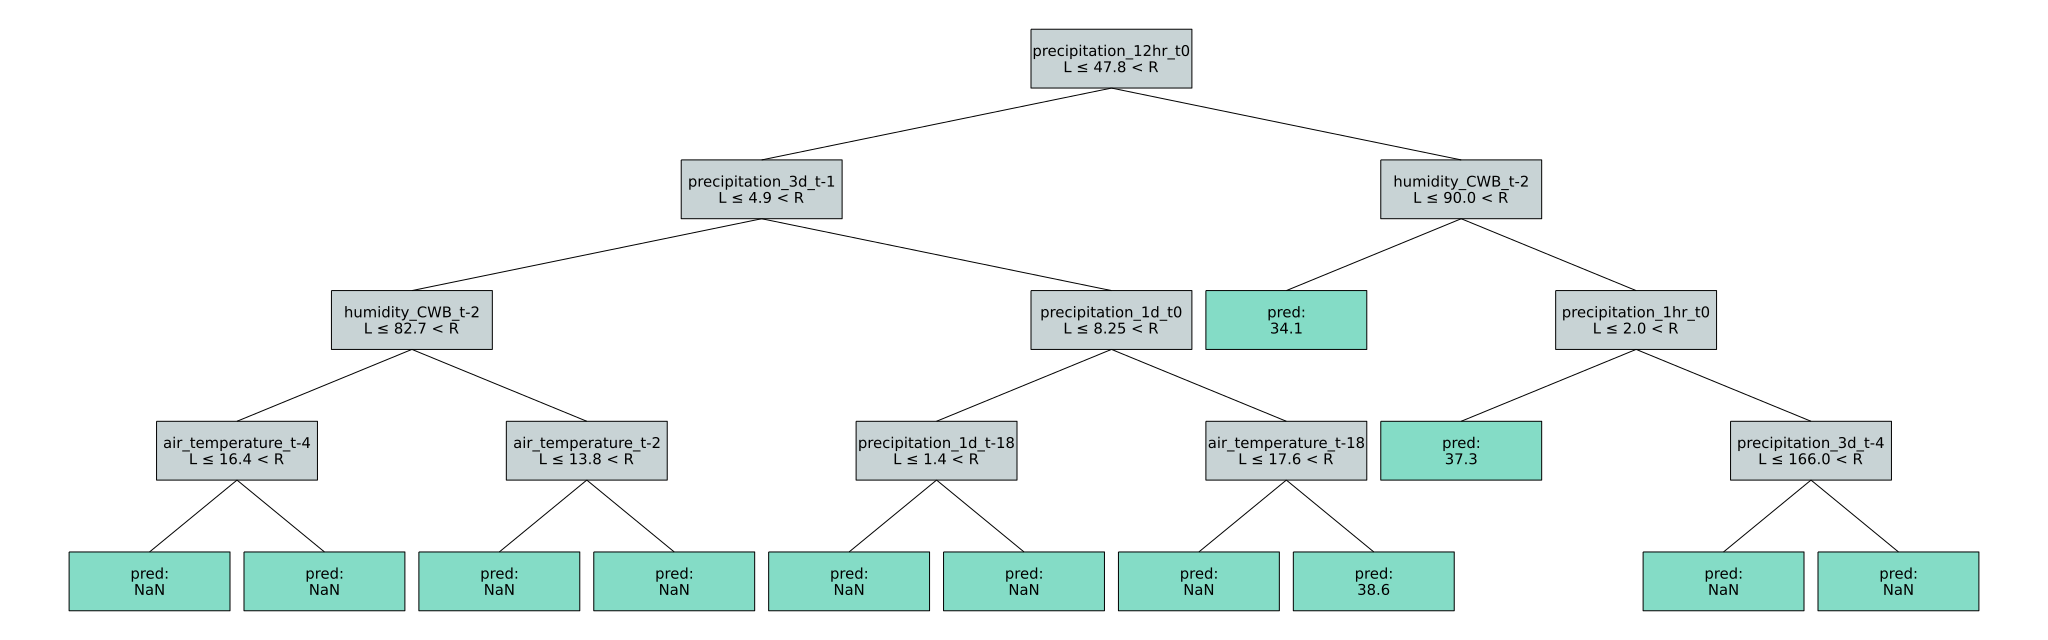 precipitation_12hr_t0
L ≤ 47.8 < R
precipitation_3d_t-1
L ≤ 4.9 < R
humidity_CWB_t-2
L ≤ 90.0 < R
humidity_CWB_t-2
L ≤ 82.7 < R
precipitation_1d_t0
L ≤ 8.25 < R
pred:
34.1
precipitation_1hr_t0
L ≤ 2.0 < R
air_temperature_t-4
L ≤ 16.4 < R
air_temperature_t-2
L ≤ 13.8 < R
precipitation_1d_t-18
L ≤ 1.4 < R
air_temperature_t-18
L ≤ 17.6 < R
pred:
37.3
precipitation_3d_t-4
L ≤ 166.0 < R
pred:
NaN
pred:
NaN
pred:
NaN
pred:
NaN
pred:
NaN
pred:
NaN
pred:
NaN
pred:
38.6
pred:
NaN
pred:
NaN